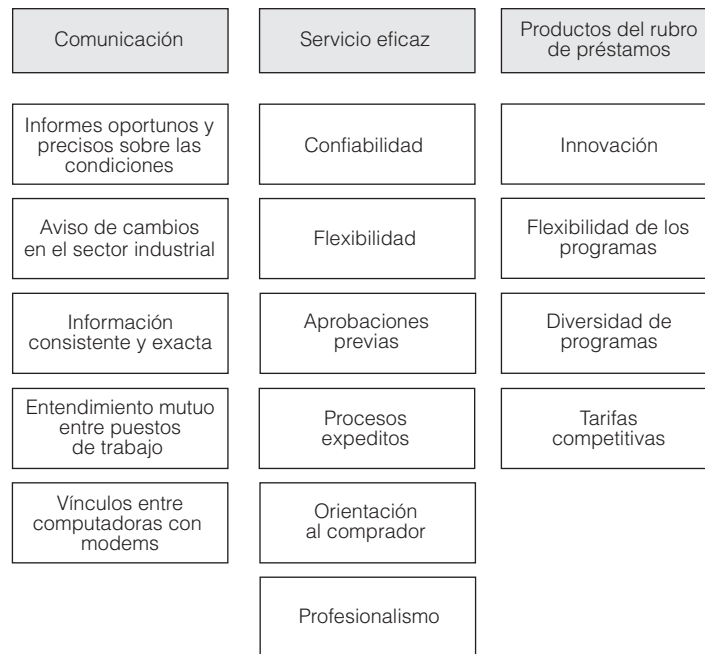 Comunicación
Informes oportunos y
precisos sobre las
condiciones
Aviso de cambios
en el sector industrial
Información
consistente y exacta
Entendimiento mutuo
entre puestos
de trabajo
Vínculos entre
computadoras con
modems
Servicio eficaz
Confiabilidad
Flexibilidad
Aprobaciones
previas
Procesos
expeditos
Orientación
al comprador
Profesionalismo
Productos del rubro
de préstamos
Innovación
Flexibilidad de los
programas
Diversidad de
programas
Tarifas
competitivas